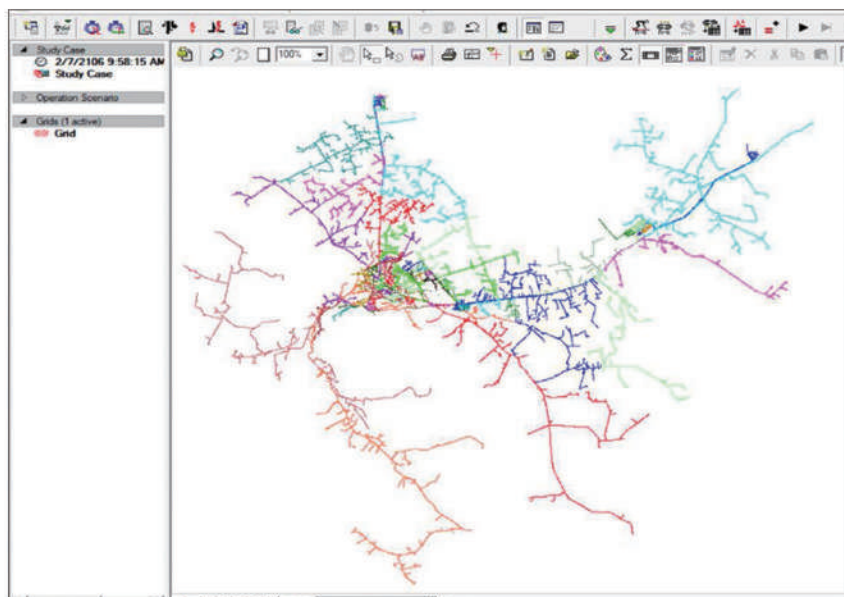 100%
Study Case
2/7/2106 9:58:15 AM
Study Case
Operation Scenario
Grids (1 active)
Grid